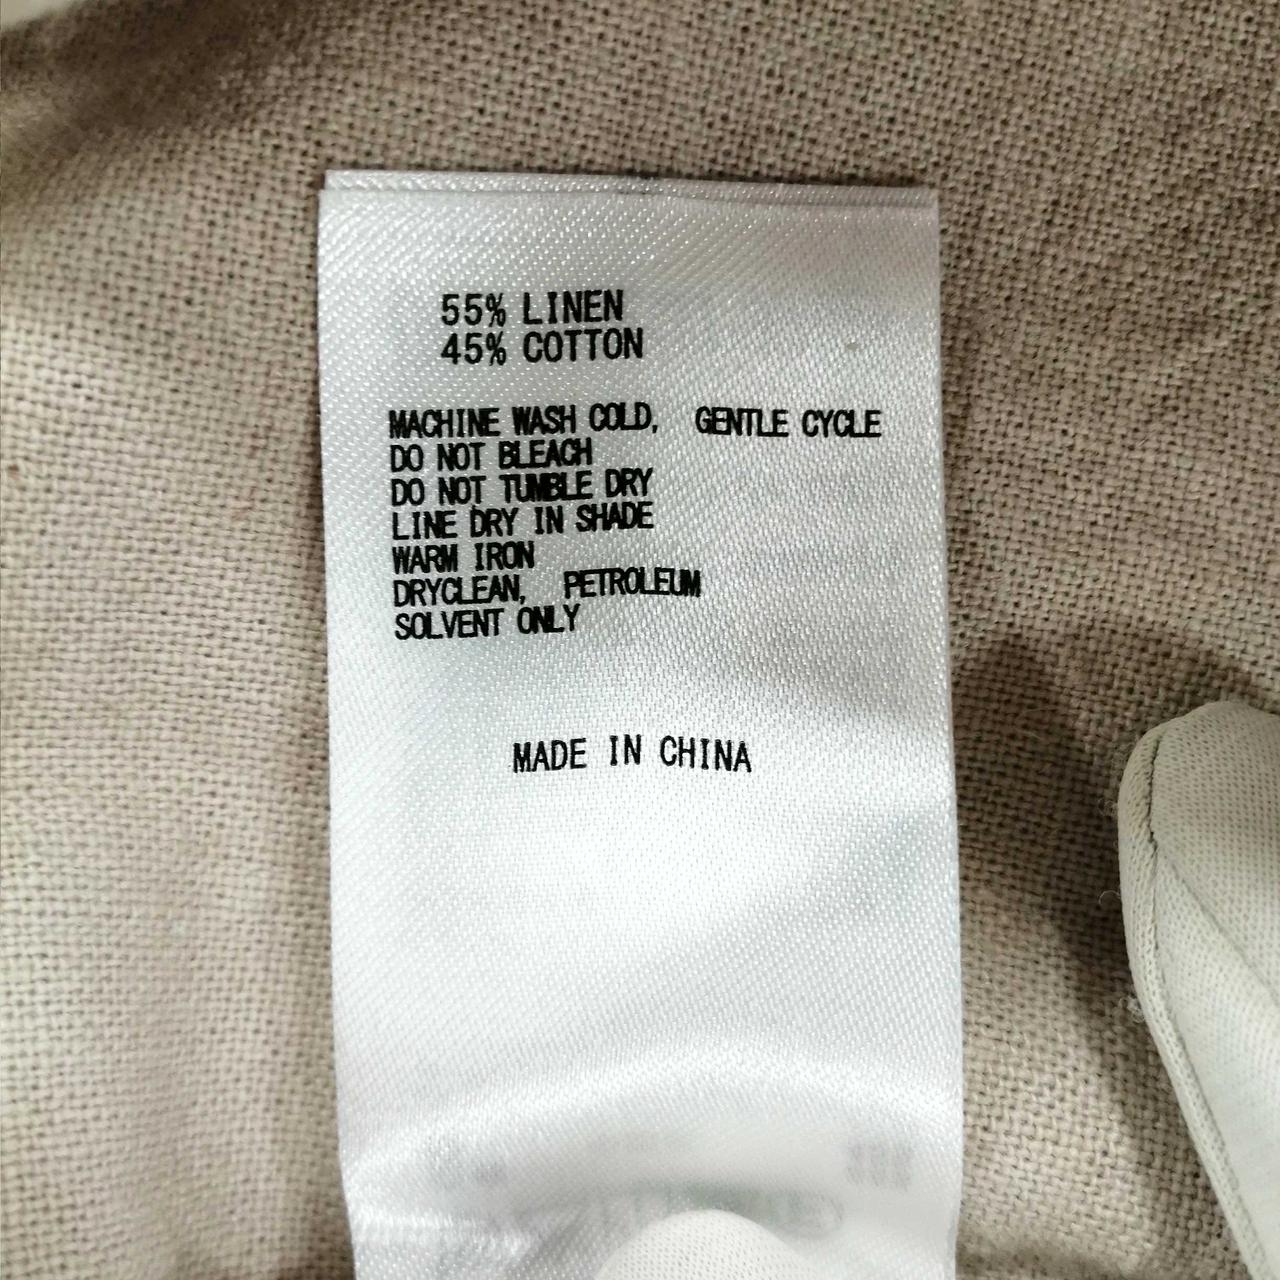 55% LINEN
45% COTTON
MACHINE WASH COLD, GENTLE CYCLE
DO NOT BLEACH
DO NOT TUMBLE DRY
LINE DRY IN SHADE
WARM IRON
DRYCLEAN, PETROLEUM
SOLVENT ONLY
MADE IN CHINA